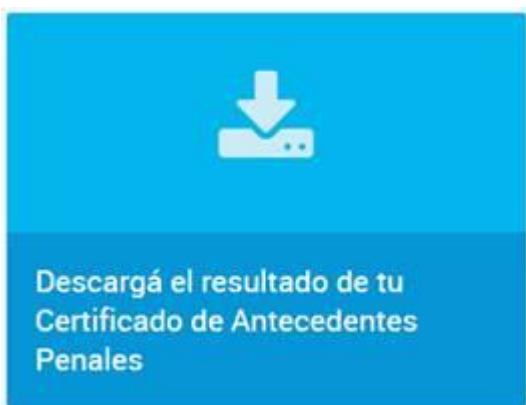 Descargá el resultado de tu
Certificado de Antecedentes
Penales